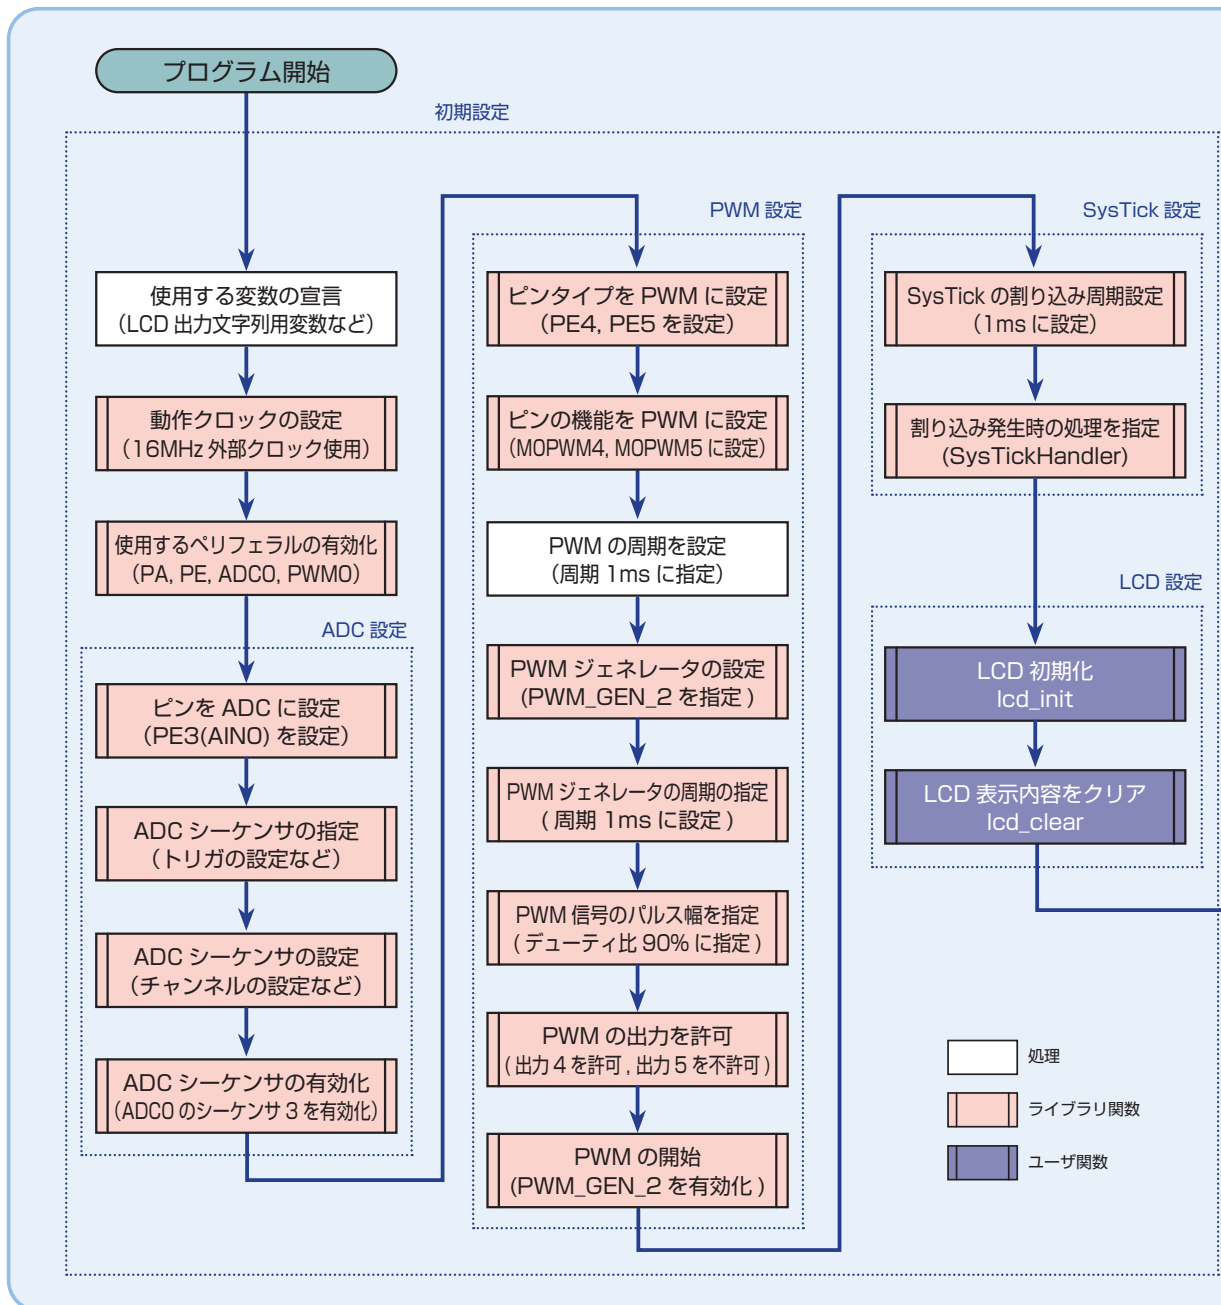 プログラム開始
初期設定
使用する変数の宣言
（LCD 出力文字列用変数など）
動作クロックの設定
（16MHz 外部クロック使用）
使用するペリフェラルの有効化
（PA, PE, ADC0, PWM0）
ADC 設定
ピンを ADC に設定
（PE3(AIN0) を設定）
ADC シーケンサの指定
（トリガの設定など）
ADC シーケンサの設定
（チャンネルの設定など）
ADC シーケンサの有効化
（ADC0 のシーケンサ 3 を有効化）
PWM 設定
ピンタイプを PWM に設定
（PE4, PE5 を設定）
ピンの機能を PWM に設定
（M0PWM4, M0PWM5 に設定）
PWM の周期を設定
（周期 1ms に指定）
PWM ジェネレータの設定
(PWM_GEN_2 を指定 )
PWM ジェネレータの周期の指定
( 周期 1ms に設定 )
PWM 信号のパルス幅を指定
( デューティ比 90% に指定 )
PWM の出力を許可
( 出力 4 を許可 , 出力 5 を不許可 )
PWM の開始
(PWM_GEN_2 を有効化 )
SysTick 設定
SysTick の割り込み周期設定
（1ms に設定）
割り込み発生時の処理を指定
(SysTickHandler)
LCD 設定
LCD 初期化
lcd_init
LCD 表示内容をクリア
lcd_clear
処理
ライブラリ関数
ユーザ関数